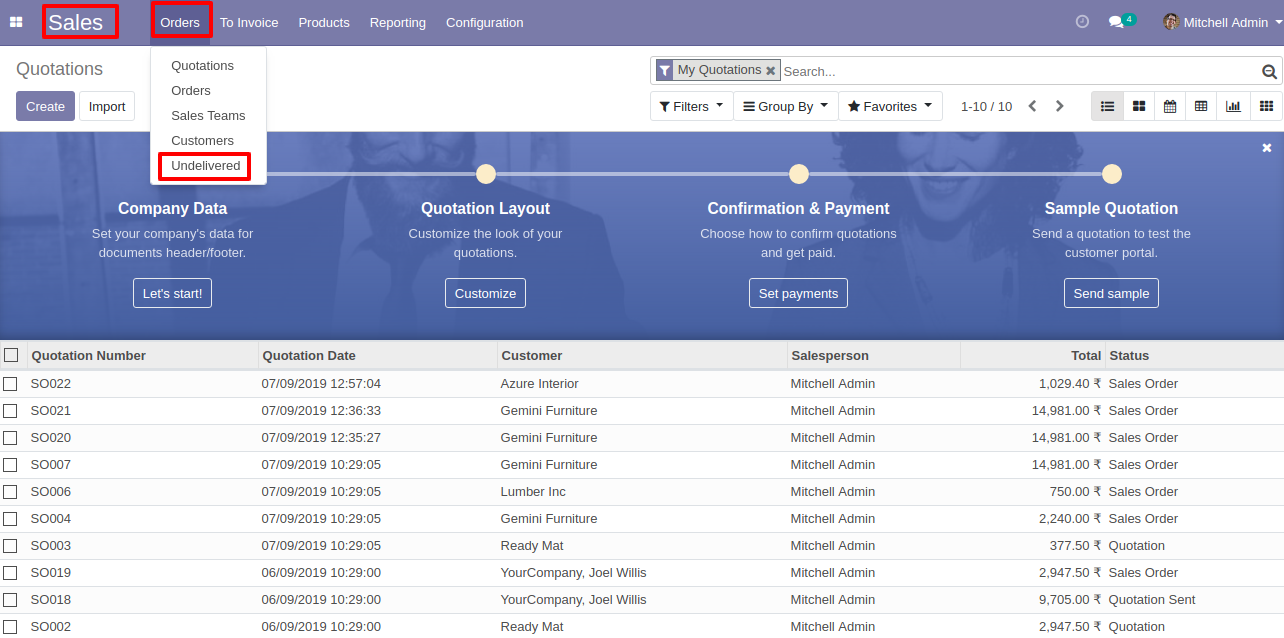 Sales Orders To Invoice Products Reporting Configuration 4 Mitchell Admin
Quotations
My Quotations Search...
Create Import
Filters Group By Favorites 1-10 / 10
Quotations
Orders
Sales Teams
Customers
Undelivered
Company Data
Set your company's data for
documents header/footer.
Let's start!
Quotation Layout
Customize the look of your
quotations.
Customize
Confirmation & Payment
Choose how to confirm quotations
and get paid.
Set payments
Sample Quotation
Send a quotation to test the
customer portal.
Send sample
Quotation Number Quotation Date Customer Salesperson Total Status
SO022 07/09/2019 12:57:04 Azure Interior Mitchell Admin 1,029.40 ₹ Sales Order
SO021 07/09/2019 12:36:33 Gemini Furniture Mitchell Admin 14,981.00 ₹ Sales Order
SO020 07/09/2019 12:35:27 Gemini Furniture Mitchell Admin 14,981.00 ₹ Sales Order
SO007 07/09/2019 10:29:05 Gemini Furniture Mitchell Admin 14,981.00 ₹ Sales Order
SO006 07/09/2019 10:29:05 Lumber Inc Mitchell Admin 750.00 ₹ Sales Order
SO004 07/09/2019 10:29:05 Gemini Furniture Mitchell Admin 2,240.00 ₹ Sales Order
SO003 07/09/2019 10:29:05 Ready Mat Mitchell Admin 377.50 ₹ Quotation
SO019 06/09/2019 10:29:00 YourCompany, Joel Willis Mitchell Admin 2,947.50 ₹ Sales Order
SO018 06/09/2019 10:29:00 YourCompany, Joel Willis Mitchell Admin 9,705.00 ₹ Quotation Sent
SO002 06/09/2019 10:29:00 Ready Mat Mitchell Admin 2,947.50 ₹ Quotation